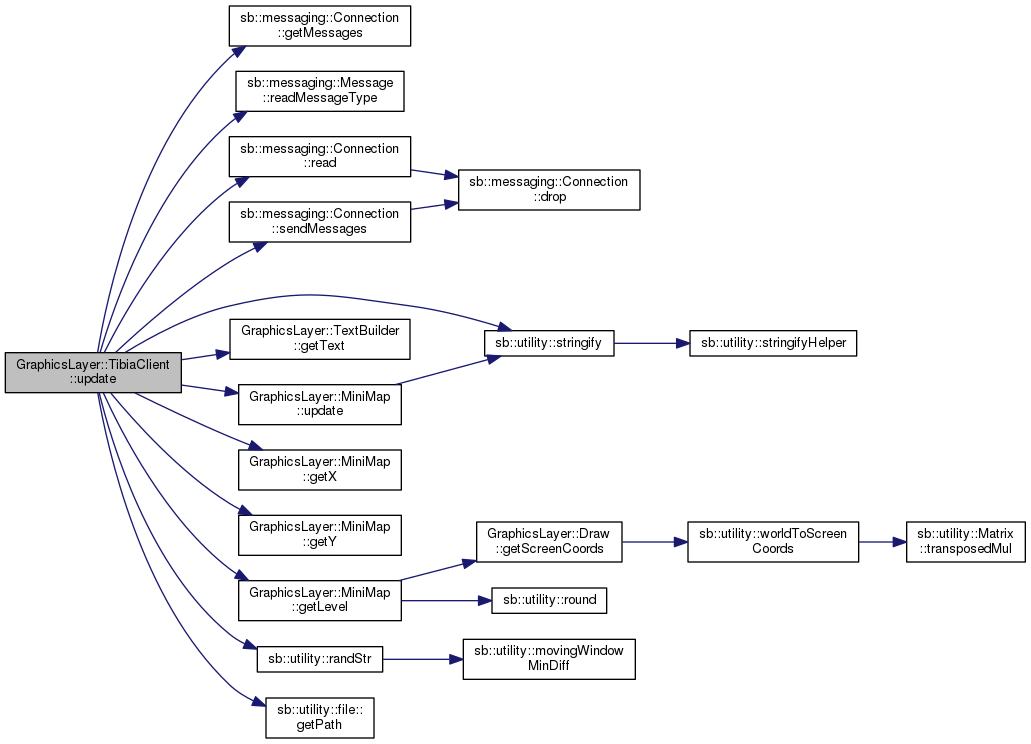 sb::messaging::Connection
::getMessages
sb::messaging::Message
::readMessageType
sb::messaging::Connection
::read
sb::messaging::Connection
::drop
sb::messaging::Connection
::sendMessages
GraphicsLayer::TextBuilder
::getText
sb::utility::stringify
sb::utility::stringifyHelper
GraphicsLayer::TibiaClient
::update
GraphicsLayer::MiniMap
::update
GraphicsLayer::MiniMap
::getX
GraphicsLayer::MiniMap
::getY
GraphicsLayer::Draw
::getScreenCoords
sb::utility::worldToScreen
Coords
sb::utility::Matrix
::transposedMul
GraphicsLayer::MiniMap
::getLevel
sb::utility::round
sb::utility::randStr
sb::utility::movingWindow
MinDiff
sb::utility::file::
getPath